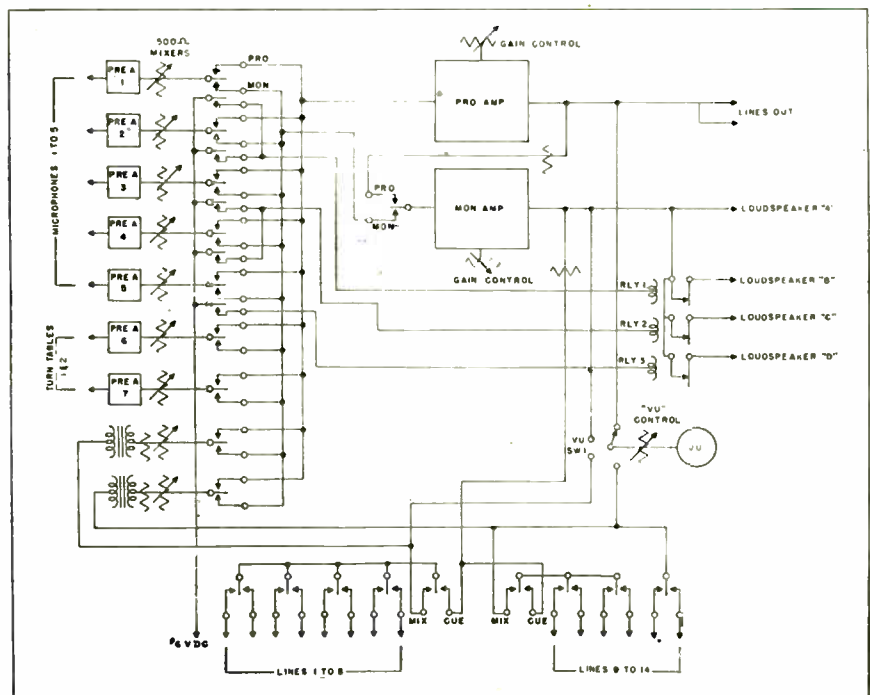 500Ω
MIXERS
PRO
MON
GAIN CONTROL
PRE A
1
PRE A
2
PRE A
3
PRE A
4
PRE A
5
PRE A
6
PRE A
7
MICROPHONES 1 TO 5
TURN TABLES
1 & 2
PRO AMP
LINES OUT
PRO
MON
MON AMP
GAIN CONTROL
LOUDSPEAKER "A"
RLY 1
LOUDSPEAKER "B"
RLY 2
LOUDSPEAKER "C"
RLY 3
LOUDSPEAKER "D"
"VU"
CONTROL
VU
SW1
MIX
CUE
MIX
CUE
6 VDC
LINES 1 TO 8
LINES 9 TO 14